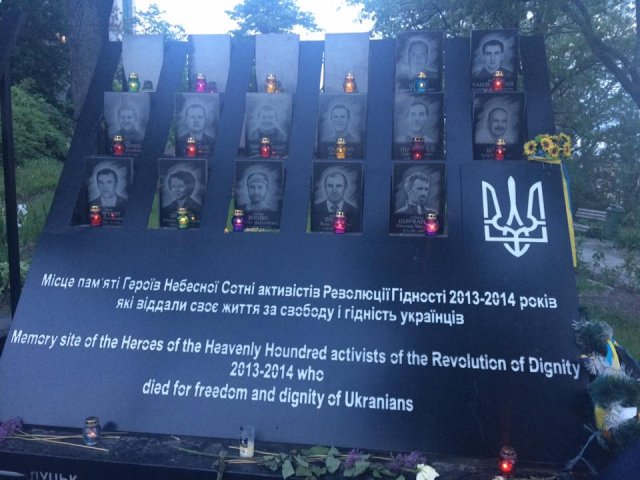 Місце пам'яті Героїв Небесної Сотні активістів Революції Гідності 2013-2014 років
які віддали своє життя за свободу і гідність українців
Memory site of the Heroes of the Heavenly Houndred activists of the Revolution of Dignity
2013-2014 who
died for freedom and dignity of Ukranians
ЛУЦЬК